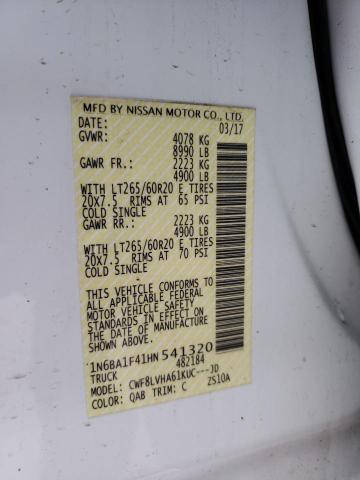 MFD BY NISSAN MOTOR CO., LTD.
DATE: 03/17
GVWR: 4078 KG
8990 LB
GAWR FR.: 2223 KG
4900 LB
WITH LT265/60R20 E TIRES
20x7.5 RIMS AT 65 PSI
COLD SINGLE
GAWR RR.: 2223 KG
4900 LB
WITH LT265/60R20 E TIRES
20x7.5 RIMS AT 70 PSI
COLD SINGLE
THIS VEHICLE CONFORMS TO
ALL APPLICABLE FEDERAL
MOTOR VEHICLE SAFETY
STANDARDS IN EFFECT ON
THE DATE OF MANUFACTURE
SHOWN ABOVE.
1N6BA1F41HN541320
TRUCK 482184
MODEL: CWF8LVHA61KUC---JD
COLOR: QAB TRIM: C ZS10A